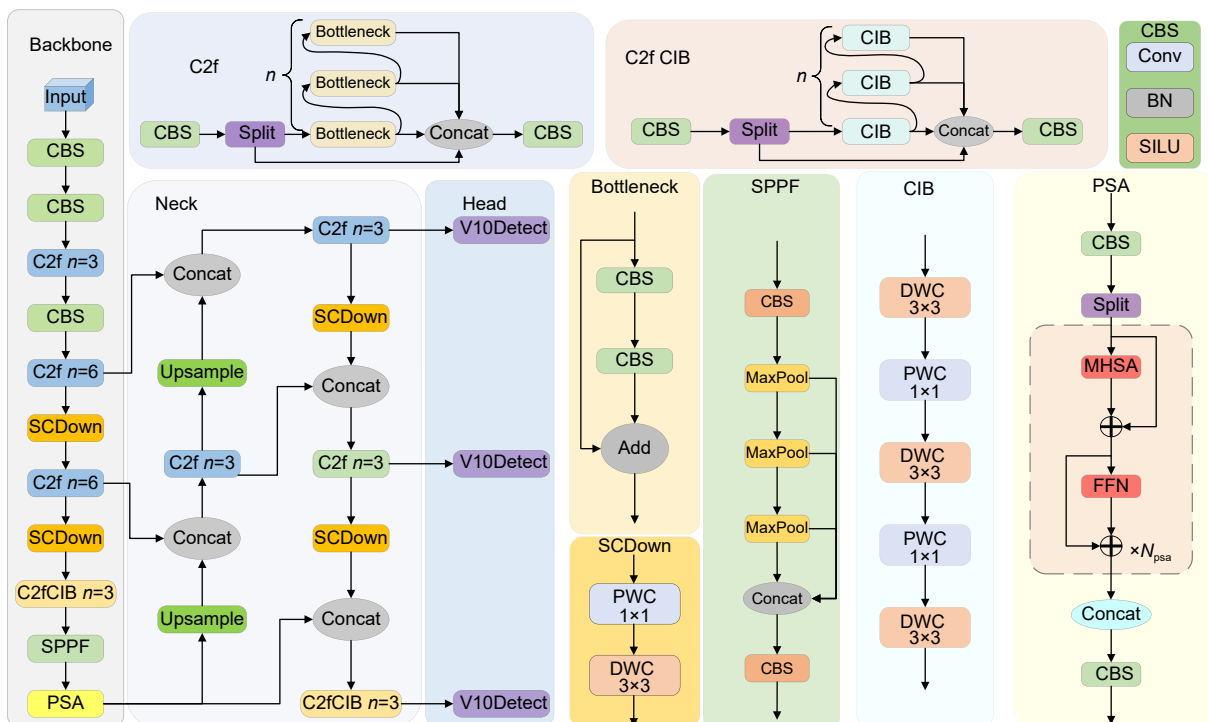 Backbone
Input
CBS
CBS
C2f n=3
CBS
C2f n=6
SCDown
C2f n=6
SCDown
C2fCIB n=3
SPPF
PSA
C2f
n
Bottleneck
Bottleneck
CBS
Split
Bottleneck
Concat
CBS
C2f CIB
n
CIB
CIB
CBS
Split
CIB
Concat
CBS
CBS
Conv
BN
SILU
Neck
Concat
Upsample
C2f n=3
Concat
Upsample
C2f n=3
SCDown
Concat
C2f n=3
SCDown
Concat
C2fCIB n=3
Head
V10Detect
V10Detect
V10Detect
Bottleneck
CBS
CBS
Add
SCDown
PWC
1×1
DWC
3×3
SPPF
CBS
MaxPool
MaxPool
MaxPool
Concat
CBS
CIB
DWC
3×3
PWC
1×1
DWC
3×3
PWC
1×1
DWC
3×3
PSA
CBS
Split
MHSA
FFN
×Npsa
Concat
CBS